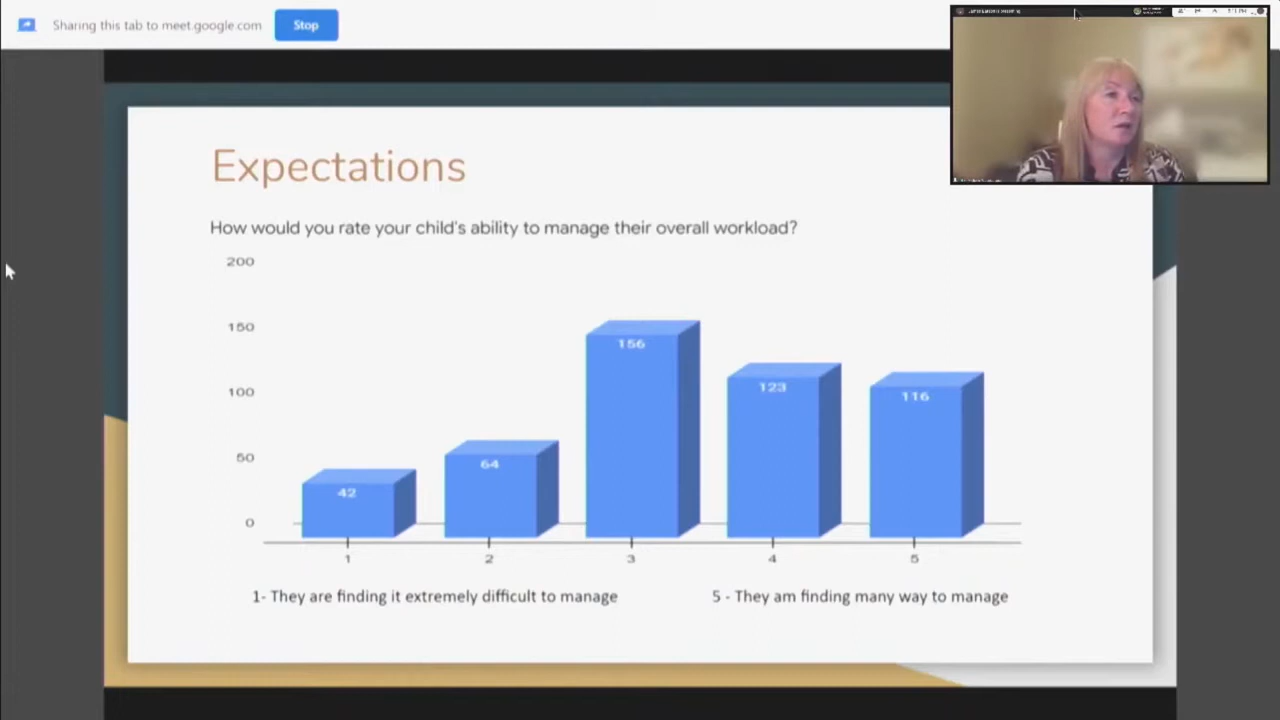 Sharing this tab to meet.google.com
Stop
Expectations
How would you rate your child's ability to manage their overall workload?
200
150
100
50
0
42
64
156
123
116
1
2
3
4
5
1- They are finding it extremely difficult to manage
5 - They am finding many way to manage